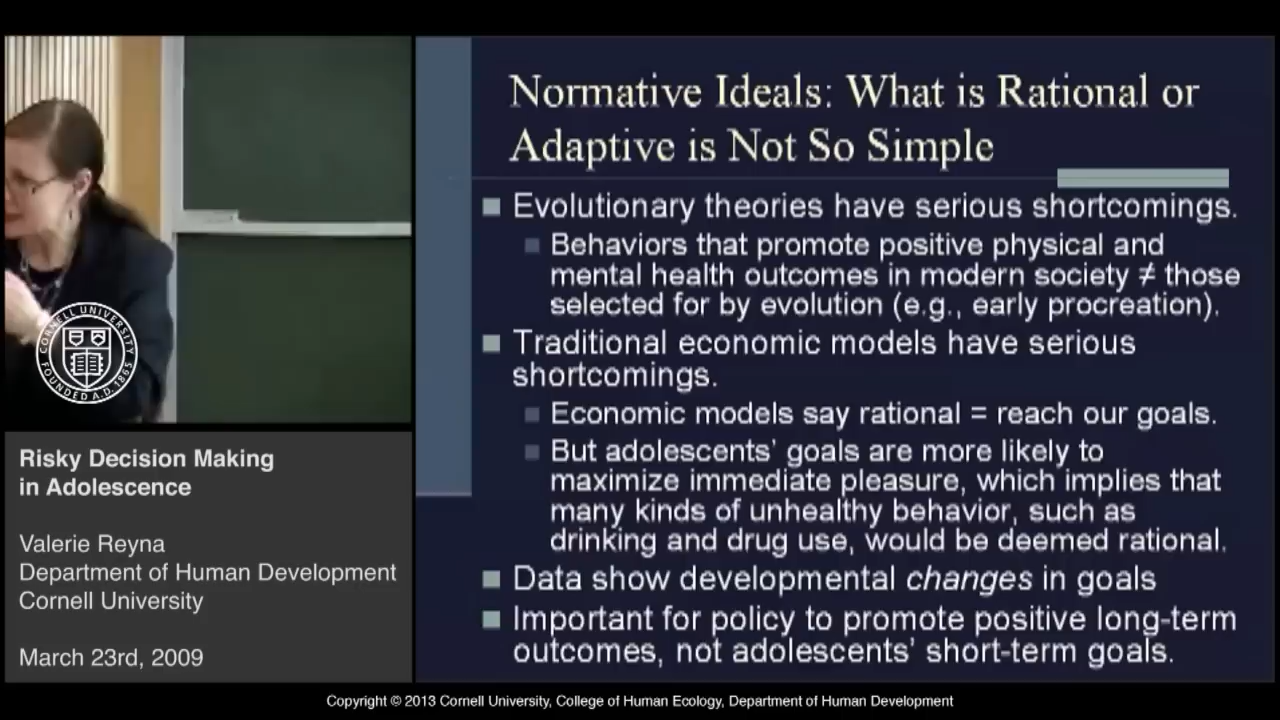 Normative Ideals: What is Rational or
Adaptive is Not So Simple
Evolutionary theories have serious shortcomings.
Behaviors that promote positive physical and
mental health outcomes in modern society ≠ those
selected for by evolution (e.g., early procreation).
Traditional economic models have serious
shortcomings.
Economic models say rational = reach our goals.
But adolescents' goals are more likely to
maximize immediate pleasure, which implies that
many kinds of unhealthy behavior, such as
drinking and drug use, would be deemed rational.
Data show developmental changes in goals
Important for policy to promote positive long-term
outcomes, not adolescents' short-term goals.
CORNELL UNIVERSITY
FOUNDED A.D. 1865
Risky Decision Making
in Adolescence
Valerie Reyna
Department of Human Development
Cornell University
March 23rd, 2009
Copyright © 2013 Cornell University, College of Human Ecology, Department of Human Development